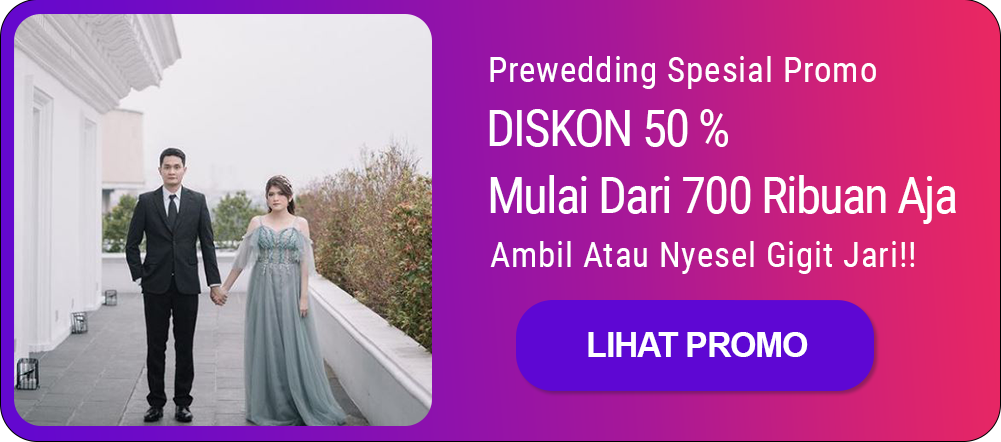 Prewedding Spesial Promo
DISKON 50 %
Mulai Dari 700 Ribuan Aja
Ambil Atau Nyesel Gigit Jari!!
LIHAT PROMO